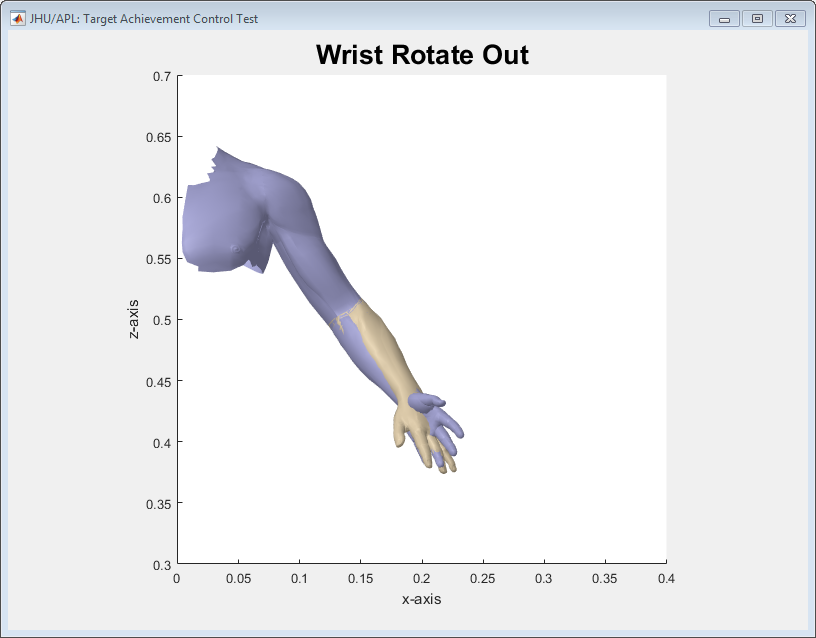 JHU/APL: Target Achievement Control Test
Wrist Rotate Out
0.7
0.65
0.6
0.55
0.5
0.45
0.4
0.35
0.3
z-axis
0 0.05 0.1 0.15 0.2 0.25 0.3 0.35 0.4
x-axis